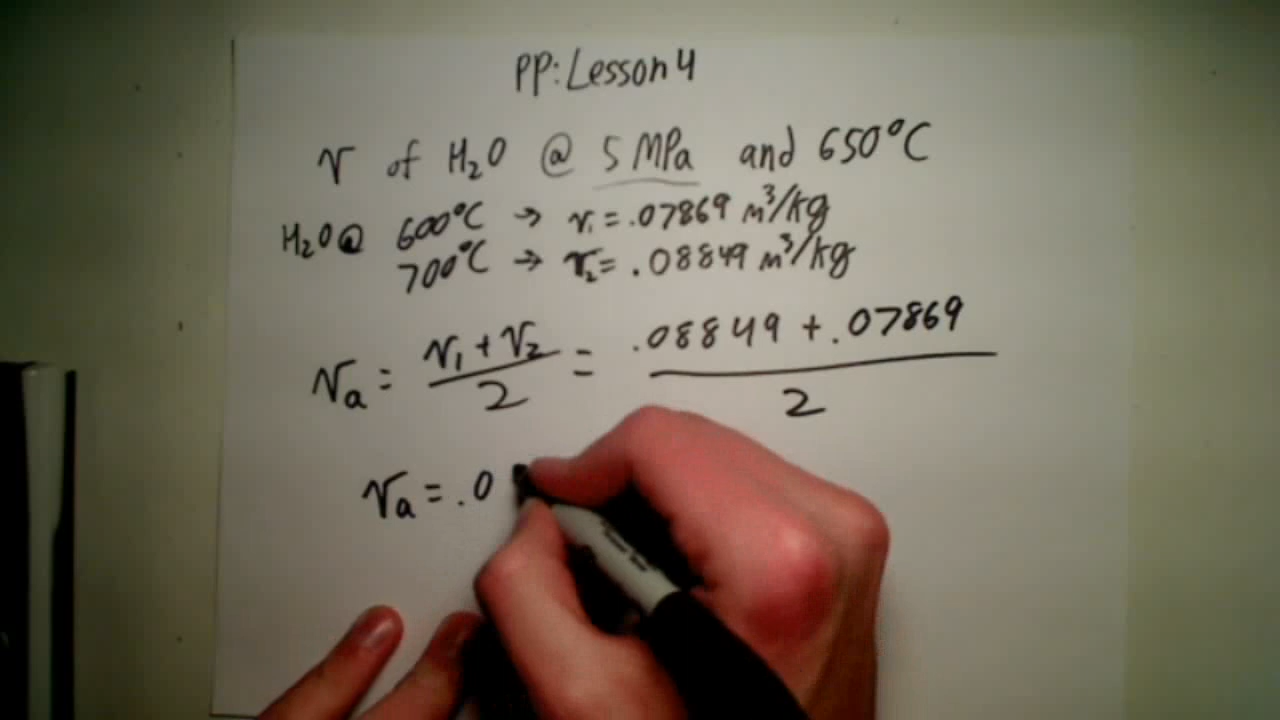 PP: Lesson 4
v of H₂O @ 5 MPa and 650°C
H₂O @ 600°C → v₁ = .07869 m³/kg
700°C → v₂ = .08849 m³/kg
vₐ = v₁ + v₂ / 2 = .08849 + .07869 / 2
vₐ = .0